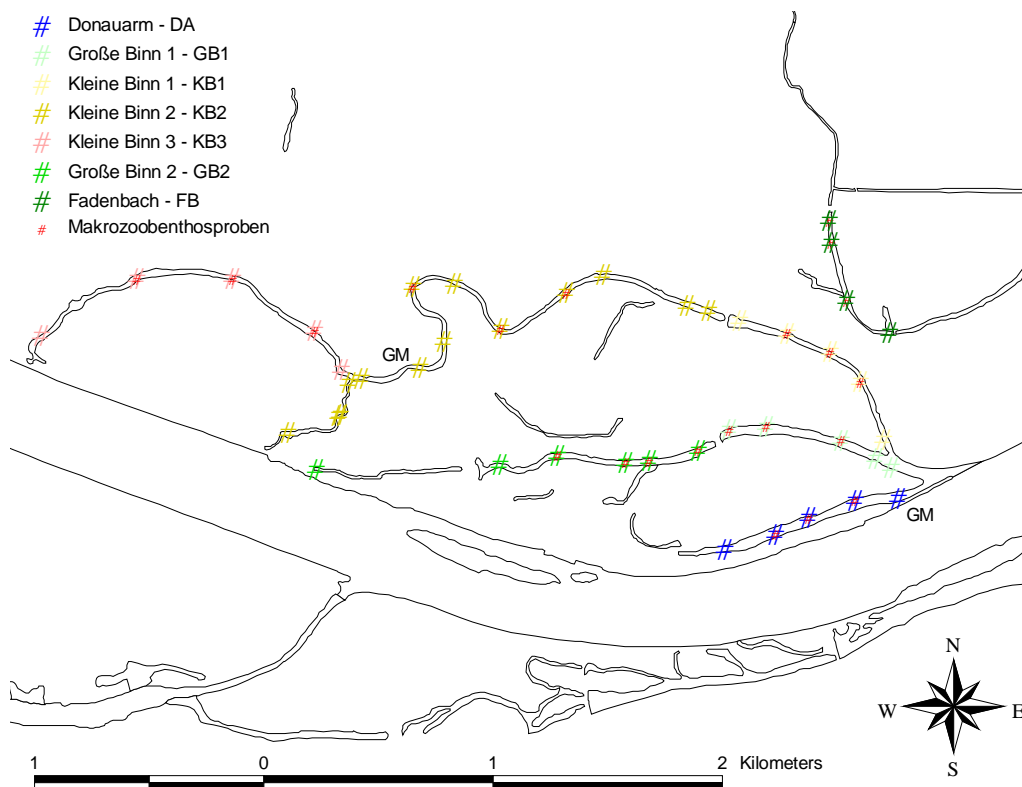 Donauarm - DA
Große Binn 1 - GB1
Kleine Binn 1 - KB1
Kleine Binn 2 - KB2
Kleine Binn 3 - KB3
Große Binn 2 - GB2
Fadenbach - FB
Makrozoobenthosproben
GM
GM
N
W E
S
1 0 1 2 Kilometers